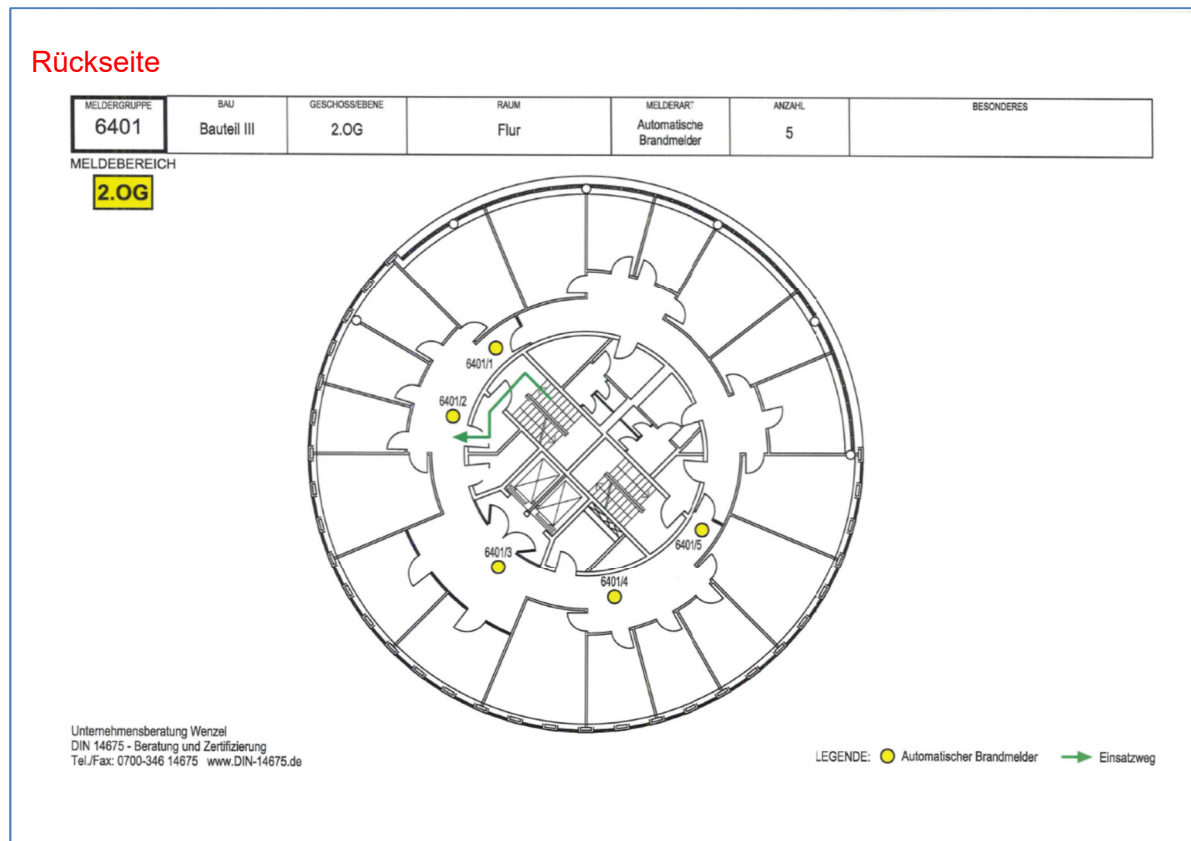 Rückseite
MELDERGRUPPE BAU GESCHOSS/EBENE RAUM MELDERART ANZAHL BESONDERES
6401 Bauteil III 2.OG Flur Automatische Brandmelder 5
MELDEBEREICH
2.OG
6401/1
6401/2
6401/3
6401/5
6401/4
Unternehmensberatung Wenzel
DIN 14675 - Beratung und Zertifizierung
Tel./Fax: 0700-346 14675 www.DIN-14675.de
LEGENDE: Automatischer Brandmelder Einsatzweg